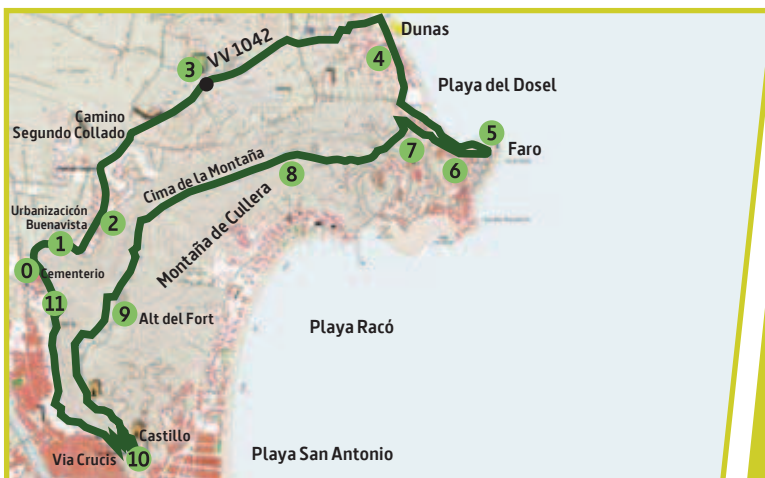 Dunas
VV 1042
3
4
Playa del Dosel
Camino
Segundo Collado
5
Faro
Cima de la Montaña
7
6
8
Urbanizacición
Buenavista
2
Montaña de Cullera
1
0
Cementerio
11
9
Alt del Fort
Playa Racó
Castillo
Via Crucis
10
Playa San Antonio